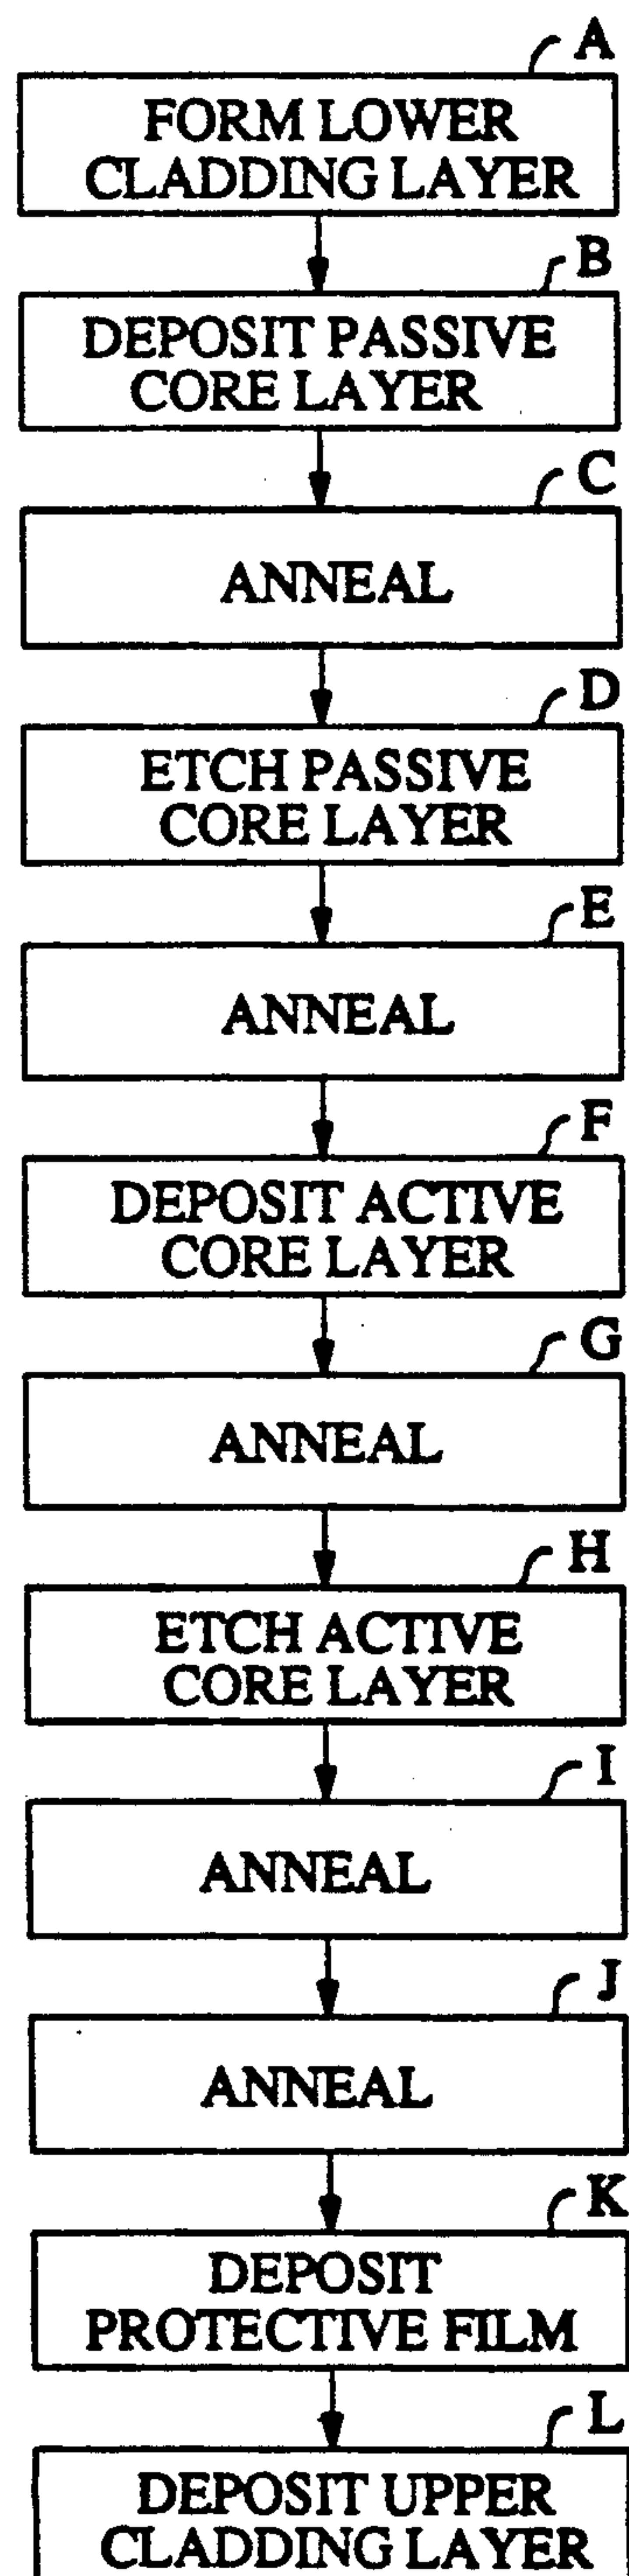 A
FORM LOWER
CLADDING LAYER
B
DEPOSIT PASSIVE
CORE LAYER
C
ANNEAL
D
ETCH PASSIVE
CORE LAYER
E
ANNEAL
F
DEPOSIT ACTIVE
CORE LAYER
G
ANNEAL
H
ETCH ACTIVE
CORE LAYER
I
ANNEAL
J
ANNEAL
K
DEPOSIT
PROTECTIVE FILM
L
DEPOSIT UPPER
CLADDING LAYER